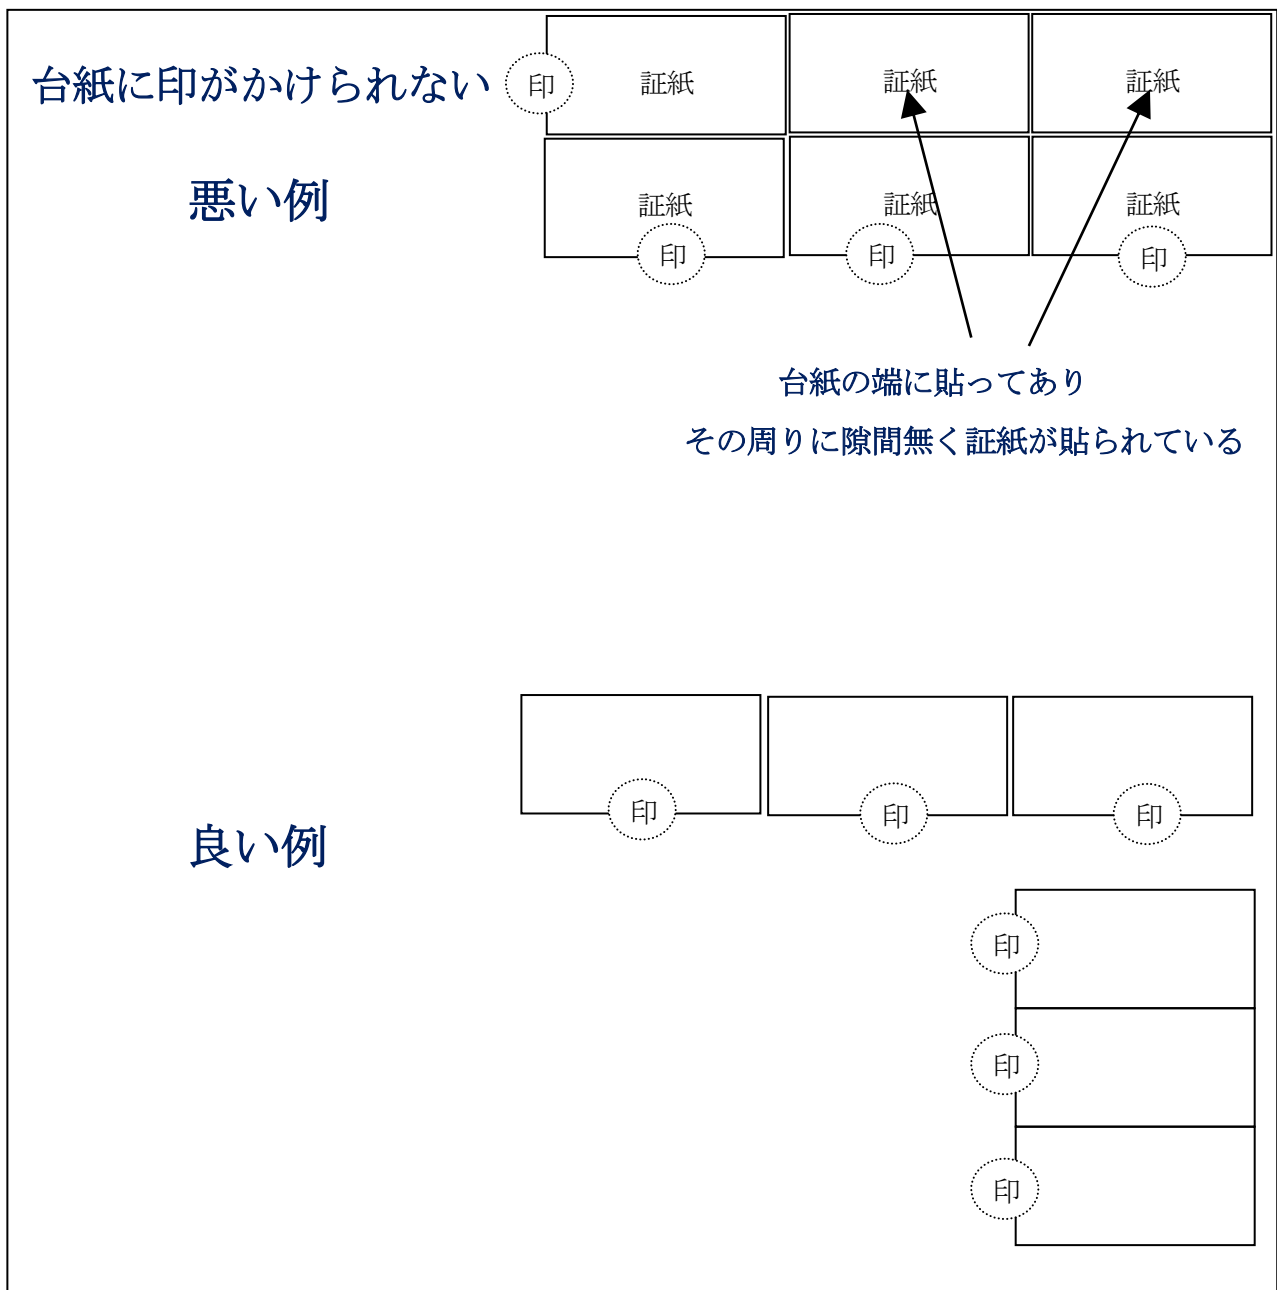 台紙に印がかけられない
印
証紙
証紙
証紙
悪い例
証紙
証紙
証紙
印
印
印
台紙の端に貼ってあり
その周りに隙間無く証紙が貼られている
良い例
印
印
印
印
印
印